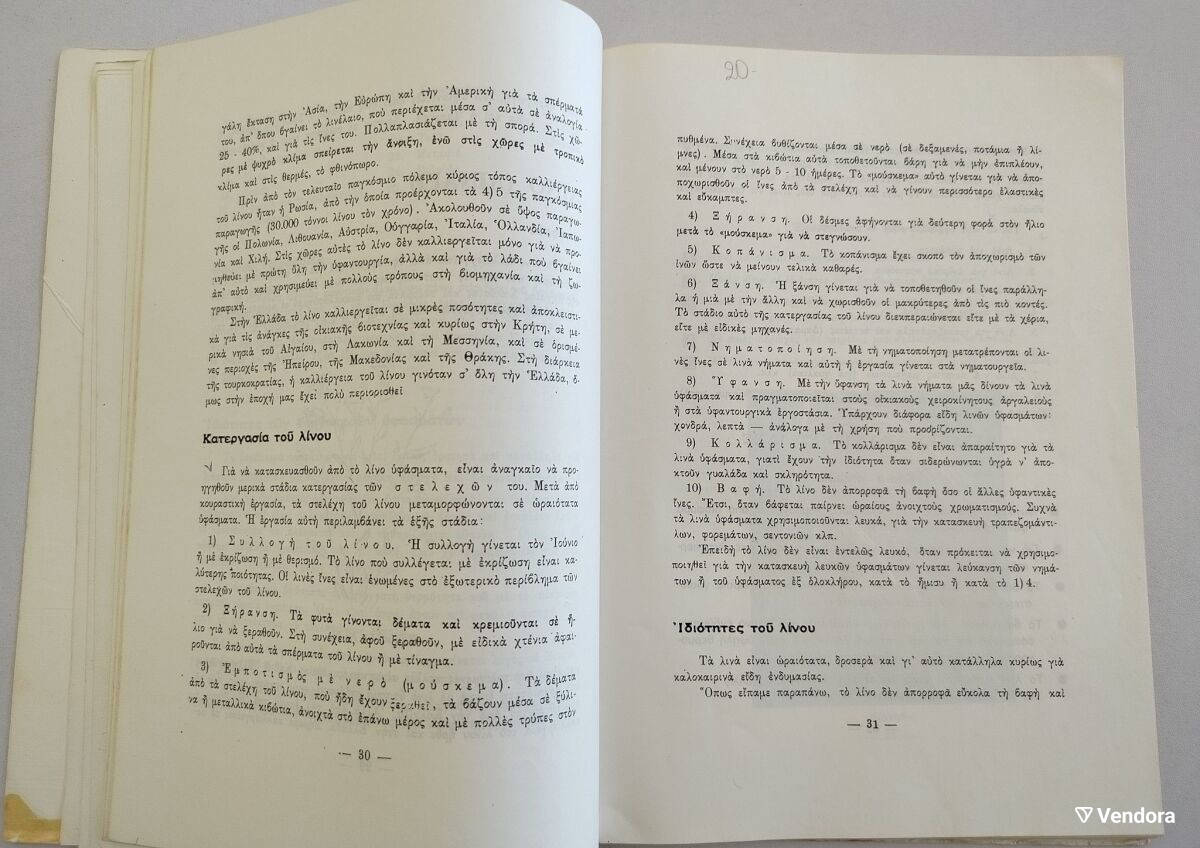 γάλη ἔκταση στὴν Ἀσία, τὴν Εὐρώπη καὶ τὴν Ἀμερικὴ γιὰ τὰ σπέρματά
του, ἀπ' ὅπου βγαίνει τὸ λινέλαιο, ποὺ περιέχεται μέσα σ' αὐτὰ σὲ ἀναλογία
25 - 40%, καὶ γιὰ τὶς ἶνες του. Πολλαπλασιάζεται μὲ τὴ σπορά. Στὶς χῶ-
ρες μὲ ψυχρὸ κλίμα σπείρεται τὴν ἄνοιξη, ἐνῶ στὶς χῶρες μὲ τροπικὸ
κλίμα καὶ στὶς θερμές, τὸ φθινόπωρο.
Πρὶν ἀπὸ τὸν τελευταῖο παγκόσμιο πόλεμο κύριος τόπος καλλιέργειας
τοῦ λίνου ἦταν ἡ Ρωσία, ἀπὸ τὴν ὁποία προέρχονται τὰ 4)5 τῆς παγκόσμιας
παραγωγῆς (30.000 τόννοι λίνου τὸν χρόνο). Ἀκολουθοῦν σὲ ὕψος παραγω-
γῆς οἱ Πολωνία, Λιθουανία, Αὐστρία, Οὑγγαρία, Ἰταλία, Ὁλλανδία, Ἰαπω-
νία καὶ Χιλή. Στὶς χῶρες αὐτὲς τὸ λίνο δὲν καλλιεργεῖται μόνο γιὰ νὰ προ-
μηθεύει μὲ πρώτη ὕλη τὴν ὑφαντουργία, ἀλλὰ καὶ γιὰ τὸ λάδι ποὺ βγαίνει
ἀπ' αὐτὸ καὶ χρησιμεύει μὲ πολλοὺς τρόπους στὴ βιομηχανία καὶ τὴ ζω-
γραφική.
Στὴν Ἑλλάδα τὸ λίνο καλλιεργεῖται σὲ μικρὲς ποσότητες καὶ ἀποκλειστι-
κὰ γιὰ τὶς ἀνάγκες τῆς οἰκιακῆς βιοτεχνίας καὶ κυρίως στὴν Κρήτη, σὲ με-
ρικὰ νησιὰ τοῦ Αἰγαίου, στὴ Λακωνία καὶ τὴ Μεσσηνία, καὶ σὲ ὁρισμέ-
νες περιοχὲς τῆς Ἠπείρου, τῆς Μακεδονίας καὶ τῆς Θράκης. Στὴ διάρκεια
τῆς τουρκοκρατίας, ἡ καλλιέργεια τοῦ λίνου γινόταν σ' ὅλη τὴν Ἑλλάδα, ὅ-
μως στὴν ἐποχή μας ἔχει πολὺ περιορισθεῖ
Κατεργασία τοῦ λίνου
Γιὰ νὰ κατασκευασθοῦν ἀπὸ τὸ λίνο ὑφάσματα, εἶναι ἀναγκαῖο νὰ προ-
ηγηθοῦν μερικὰ στάδια κατεργασίας τῶν στελεχῶν του. Μετὰ ἀπὸ
κουραστικὴ ἐργασία, τὰ στελέχη τοῦ λίνου μεταμορφώνονται σὲ ὡραιότατα
ὑφάσματα. Ἡ ἐργασία αὐτὴ περιλαμβάνει τὰ ἑξῆς στάδια:
1) Συλλογὴ τοῦ λίνου. Ἡ συλλογὴ γίνεται τὸν Ἰούνιο
ἢ μὲ ἐκρίζωση ἢ μὲ θερισμό. Τὸ λίνο ποὺ συλλέγεται μὲ ἐκρίζωση εἶναι κα-
λύτερης ποιότητας. Οἱ λινὲς ἶνες εἶναι ἑνωμένες στὸ ἐξωτερικὸ περίβλημα τῶν
στελεχῶν τοῦ λίνου.
2) Ξήρανση. Τὰ φυτὰ γίνονται δέματα καὶ κρεμιοῦνται σὲ ἥ-
λιο γιὰ νὰ ξεραθοῦν. Στὴ συνέχεια, ἀφοῦ ξεραθοῦν, μὲ εἰδικὰ χτένια ἀφαι-
ροῦνται ἀπὸ αὐτὰ τὰ σπέρματα τοῦ λίνου ἢ μὲ τίναγμα.
3) Ἐμποτισμὸς μὲ νερὸ (μούσκεμα). Τὰ δέματα
ἀπὸ τὰ στελέχη τοῦ λίνου, ποὺ ἤδη ἔχουν ξεραθεῖ, τὰ βάζουν μέσα σὲ ξύλι-
να ἢ μεταλλικὰ κιβώτια, ἀνοιχτὰ στὸ ἐπάνω μέρος καὶ μὲ πολλὲς τρύπες στὸν
— 30 —
20-
πυθμένα. Συνέχεια βυθίζονται μέσα σὲ νερὸ (σὲ δεξαμενές, ποτάμια ἢ λί-
μνες). Μέσα στὰ κιβώτια αὐτὰ τοποθετοῦνται βάρη γιὰ νὰ μὴν ἐπιπλέουν,
καὶ μένουν στὸ νερὸ 5 - 10 ἡμέρες. Τὸ «μούσκεμα» αὐτὸ γίνεται γιὰ νὰ ἀπο-
ποχωρισθοῦν οἱ ἶνες ἀπὸ τὰ στελέχη καὶ νὰ γίνουν περισσότερο ἐλαστικὲς
καὶ εὔκαμπτες.
4) Ξήρανση. Οἱ δέσμες ἀφήνονται γιὰ δεύτερη φορὰ στὸν ἥλιο
μετὰ τὸ «μούσκεμα» γιὰ νὰ στεγνώσουν.
5) Κοπάνισμα. Τὸ κοπάνισμα ἔχει σκοπὸ τὸν ἀποχωρισμὸ τῶν
ἰνῶν ὥστε νὰ μείνουν τελικὰ καθαρές.
6) Ξάνση. Ἡ ξάνση γίνεται γιὰ νὰ τοποθετηθοῦν οἱ ἶνες παράλλη-
λα ἡ μιὰ μὲ τὴν ἄλλη καὶ νὰ χωρισθοῦν οἱ μακρύτερες ἀπὸ τὶς πιὸ κοντές.
Τὸ στάδιο αὐτὸ τῆς κατεργασίας τοῦ λίνου διεκπεραιώνεται εἴτε μὲ τὰ χέρια,
εἴτε μὲ εἰδικὲς μηχανές.
7) Νηματοποίηση. Μὲ τὴ νηματοποίηση μετατρέπονται οἱ λι-
νὲς ἶνες σὲ λινὰ νήματα καὶ αὐτὴ ἡ ἐργασία γίνεται στὰ νηματουργεῖα.
8) Ὕφανση. Μὲ τὴν ὕφανση τὰ λινὰ νήματα μᾶς δίνουν τὰ λινὰ
ὑφάσματα καὶ πραγματοποιεῖται στοὺς οἰκιακοὺς χειροκίνητους ἀργαλειοὺς
ἢ στὰ ὑφαντουργικὰ ἐργοστάσια. Ὑπάρχουν διάφορα εἴδη λινῶν ὑφασμάτων:
χονδρά, λεπτὰ — ἀνάλογα μὲ τὴ χρήση ποὺ προορίζονται.
9) Κολλάρισμα. Τὸ κολλάρισμα δὲν εἶναι ἀπαραίτητο γιὰ τὰ
λινὰ ὑφάσματα, γιατὶ ἔχουν τὴν ἰδιότητα ὅταν σιδερώνωνται ὑγρὰ ν' ἀπο-
κτοῦν γυαλάδα καὶ σκληρότητα.
10) Βαφή. Τὸ λίνο δὲν ἀπορροφᾶ τὴ βαφὴ ὅσο οἱ ἄλλες ὑφαντικὲς
ἶνες. Ἔτσι, ὅταν βάφεται παίρνει ὡραίους ἀνοιχτοὺς χρωματισμούς. Συχνὰ
τὰ λινὰ ὑφάσματα χρησιμοποιοῦνται λευκά, γιὰ τὴν κατασκευὴ τραπεζομάντι-
λων, φορεμάτων, σεντονιῶν κλπ.
Ἐπειδὴ τὸ λίνο δὲν εἶναι ἐντελῶς λευκό, ὅταν πρόκειται νὰ χρησιμο-
ποιηθεῖ γιὰ τὴν κατασκευὴ λευκῶν ὑφασμάτων γίνεται λεύκανση τῶν νημά-
των ἢ τοῦ ὑφάσματος ἐξ ὁλοκλήρου, κατὰ τὸ ἥμισυ ἢ κατὰ τὸ 1)4.
Ἰδιότητες τοῦ λίνου
Τὰ λινὰ εἶναι ὡραιότατα, δροσερὰ καὶ γι' αὐτὸ κατάλληλα κυρίως γιὰ
καλοκαιρινὰ εἴδη ἐνδυμασίας.
Ὅπως εἴπαμε παραπάνω, τὸ λίνο δὲν ἀπορροφᾶ εὔκολα τὴ βαφὴ καὶ
— 31 —
Vendora